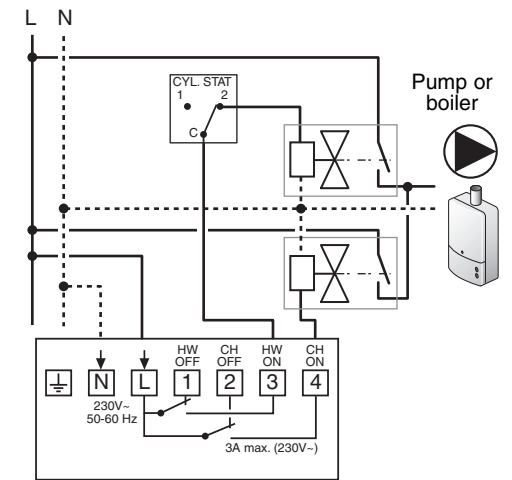 L N
CYL. STAT
1 2
C
Pump or
boiler
HW CH HW CH
OFF OFF ON ON
N L 1 2 3 4
230V~
50-60 Hz
3A max. (230V~)